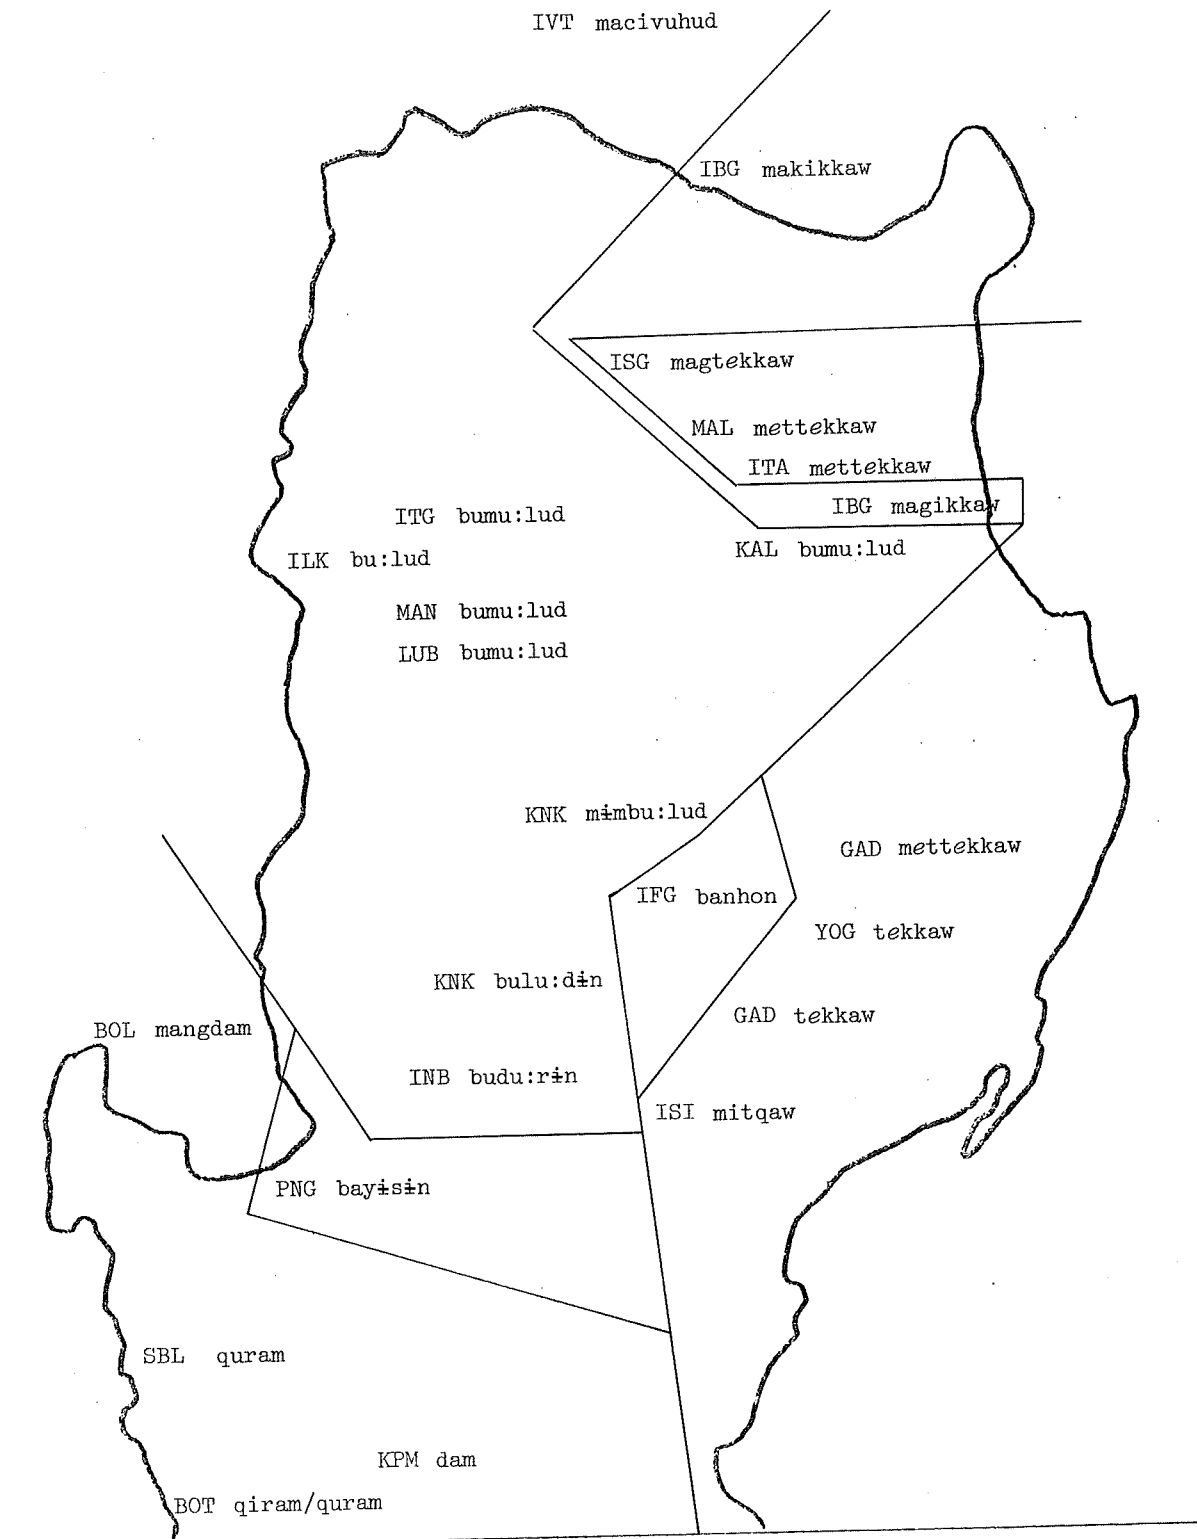 IVT macivuhud
IBG makikkaw
ISG magtekkaw
MAL mettekkaw
ITA mettekkaw
IBG magikkaw
ITG bumu:lud
KAL bumu:lud
ILK bu:lud
MAN bumu:lud
LUB bumu:lud
KNK mɨmbu:lud
GAD mettekkaw
IFG banhon
YOG tekkaw
KNK bulu:dɨn
GAD tekkaw
BOL mangdam
INB budu:rɨn
ISI mitqaw
PNG bayɨsɨn
SBL quram
KPM dam
BOT qiram/quram